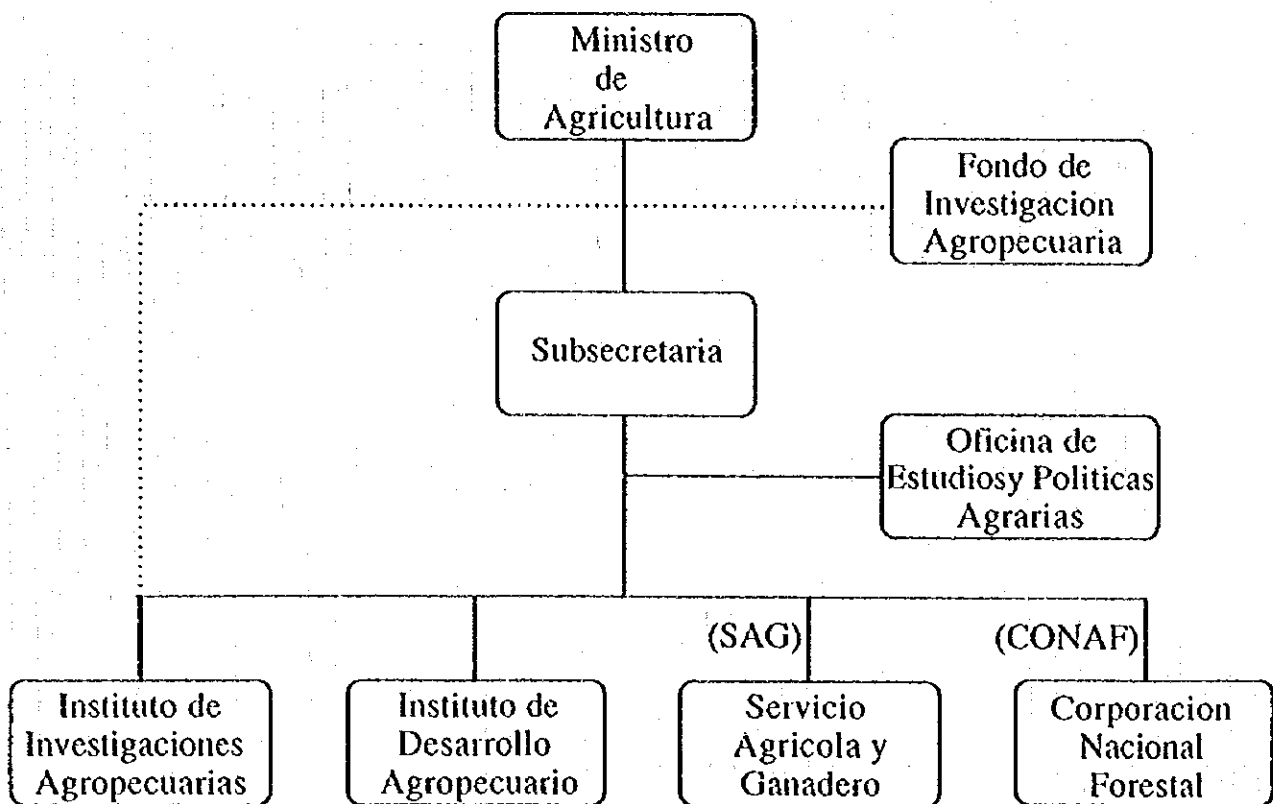 Ministro
de
Agricultura
Fondo de
Investigacion
Agropecuaria
Subsecretaria
Oficina de
Estudiosy Politicas
Agrarias
(SAG)
(CONAF)
Instituto de
Investigaciones
Agropecuarias
Instituto de
Desarrollo
Agropecuario
Servicio
Agricola y
Ganadero
Corporacion
Nacional
Forestal